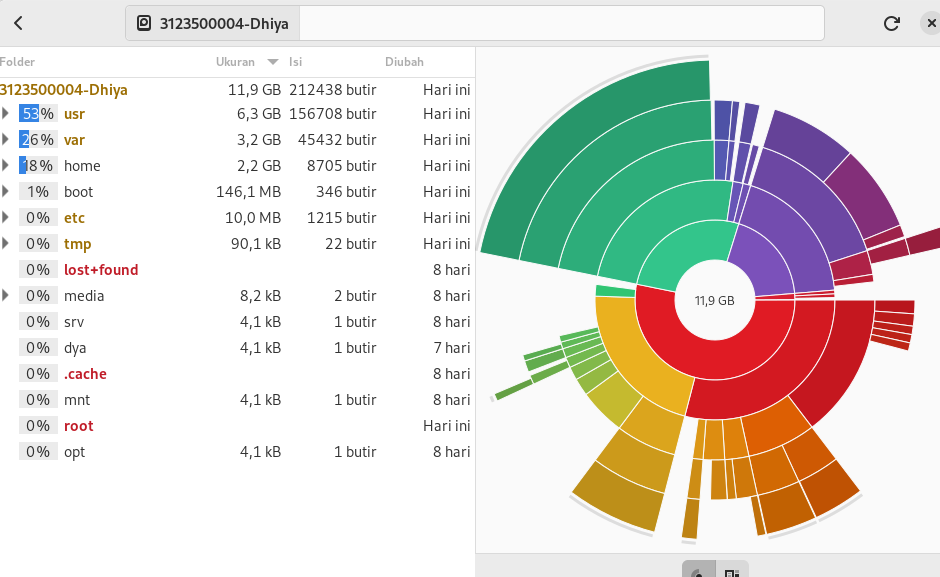 3123500004-Dhiya
Folder Ukuran Isi Diubah
3123500004-Dhiya 11,9 GB 212438 butir Hari ini
53% usr 6,3 GB 156708 butir Hari ini
26% var 3,2 GB 45432 butir Hari ini
18% home 2,2 GB 8705 butir Hari ini
1% boot 146,1 MB 346 butir Hari ini
0% etc 10,0 MB 1215 butir Hari ini
0% tmp 90,1 kB 22 butir Hari ini
0% lost+found 8 hari
0% media 8,2 kB 2 butir 8 hari
0% srv 4,1 kB 1 butir 8 hari
0% dya 4,1 kB 1 butir 7 hari
0% .cache 8 hari
0% mnt 4,1 kB 1 butir 8 hari
0% root Hari ini
0% opt 4,1 kB 1 butir 8 hari
11,9 GB